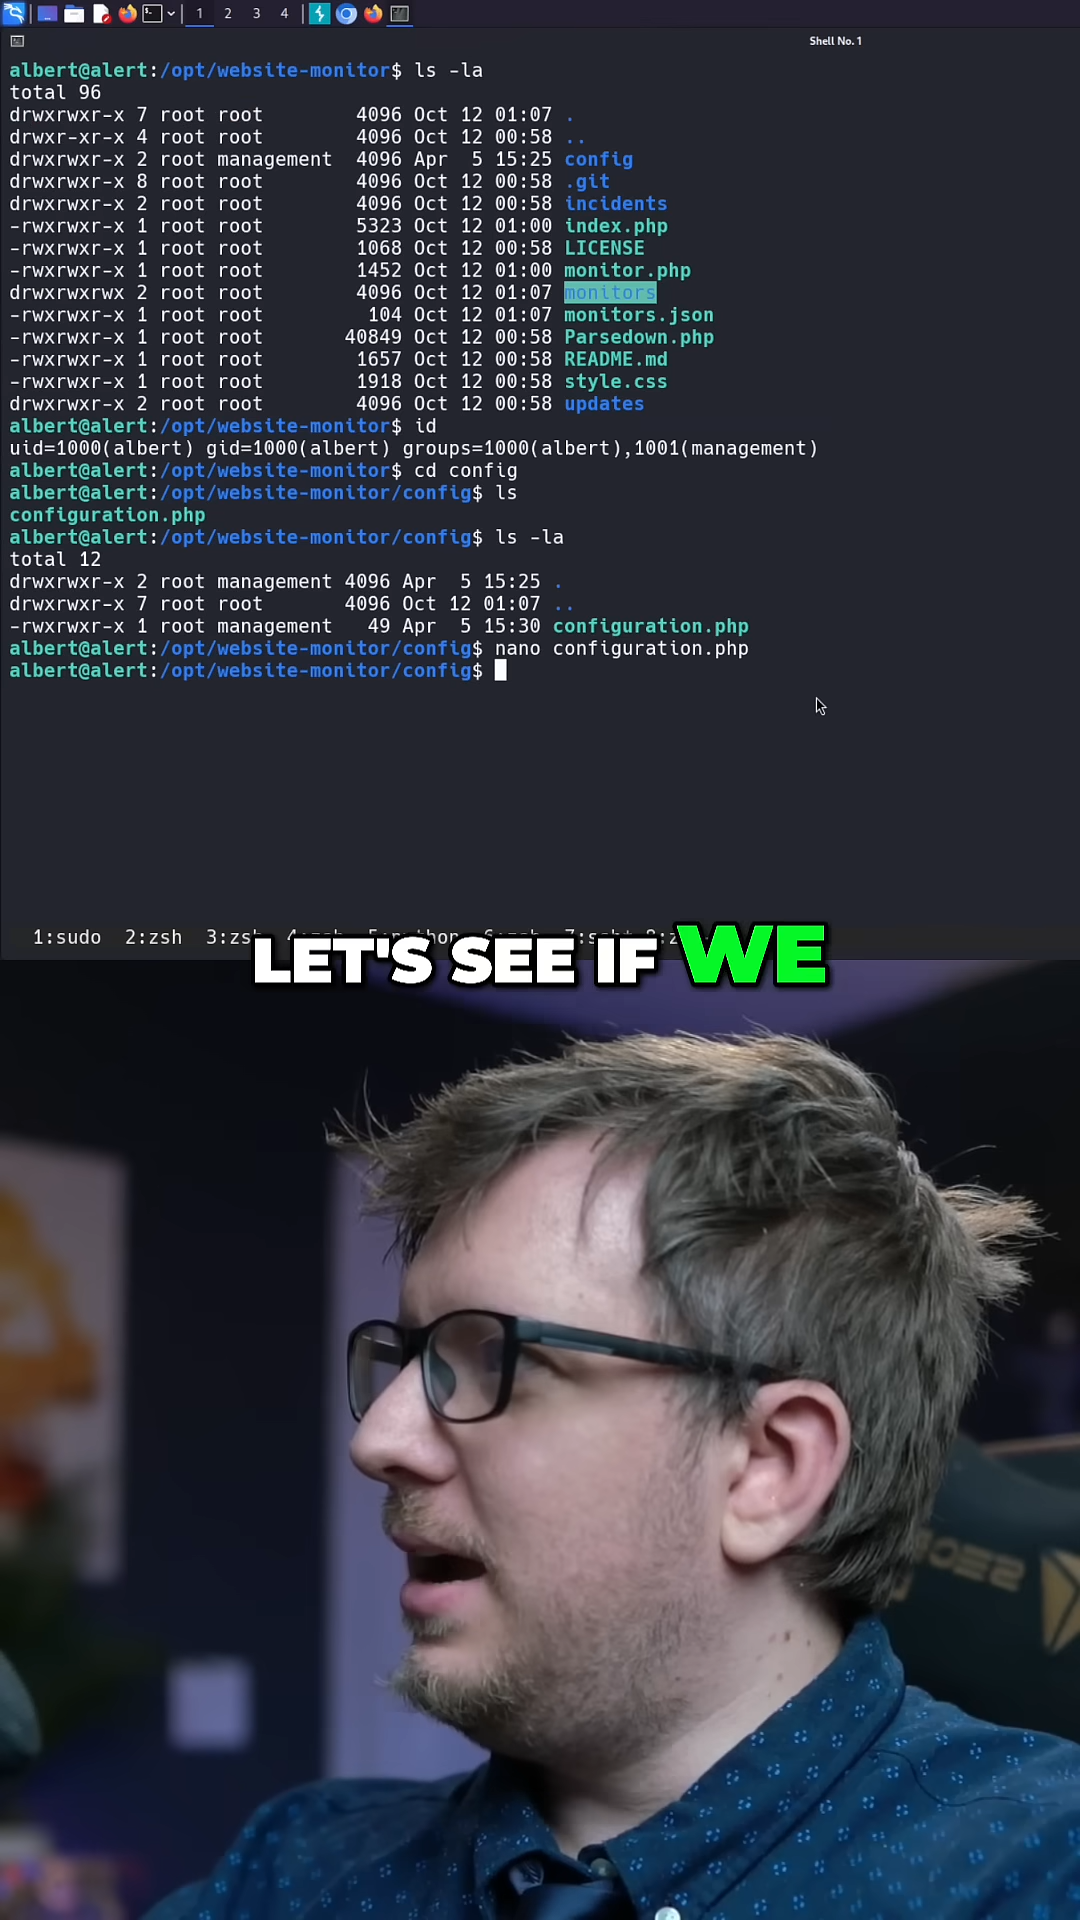 1 2 3 4
Shell No. 1
albert@alert:/opt/website-monitor$ ls -la
total 96
drwxrwxr-x 7 root root 4096 Oct 12 01:07 .
drwxr-xr-x 4 root root 4096 Oct 12 00:58 ..
drwxrwxr-x 2 root management 4096 Apr 5 15:25 config
drwxrwxr-x 8 root root 4096 Oct 12 00:58 .git
drwxrwxr-x 2 root root 4096 Oct 12 00:58 incidents
-rwxrwxr-x 1 root root 5323 Oct 12 01:00 index.php
-rwxrwxr-x 1 root root 1068 Oct 12 00:58 LICENSE
-rwxrwxr-x 1 root root 1452 Oct 12 01:00 monitor.php
drwxrwxrwx 2 root root 4096 Oct 12 01:07 monitors
-rwxrwxr-x 1 root root 104 Oct 12 01:07 monitors.json
-rwxrwxr-x 1 root root 40849 Oct 12 00:58 Parsedown.php
-rwxrwxr-x 1 root root 1657 Oct 12 00:58 README.md
-rwxrwxr-x 1 root root 1918 Oct 12 00:58 style.css
drwxrwxr-x 2 root root 4096 Oct 12 00:58 updates
albert@alert:/opt/website-monitor$ id
uid=1000(albert) gid=1000(albert) groups=1000(albert),1001(management)
albert@alert:/opt/website-monitor$ cd config
albert@alert:/opt/website-monitor/config$ ls
configuration.php
albert@alert:/opt/website-monitor/config$ ls -la
total 12
drwxrwxr-x 2 root management 4096 Apr 5 15:25 .
drwxrwxr-x 7 root root 4096 Oct 12 01:07 ..
-rwxrwxr-x 1 root management 49 Apr 5 15:30 configuration.php
albert@alert:/opt/website-monitor/config$ nano configuration.php
albert@alert:/opt/website-monitor/config$
1:sudo 2:zsh 3:zsh
LET'S SEE IF WE